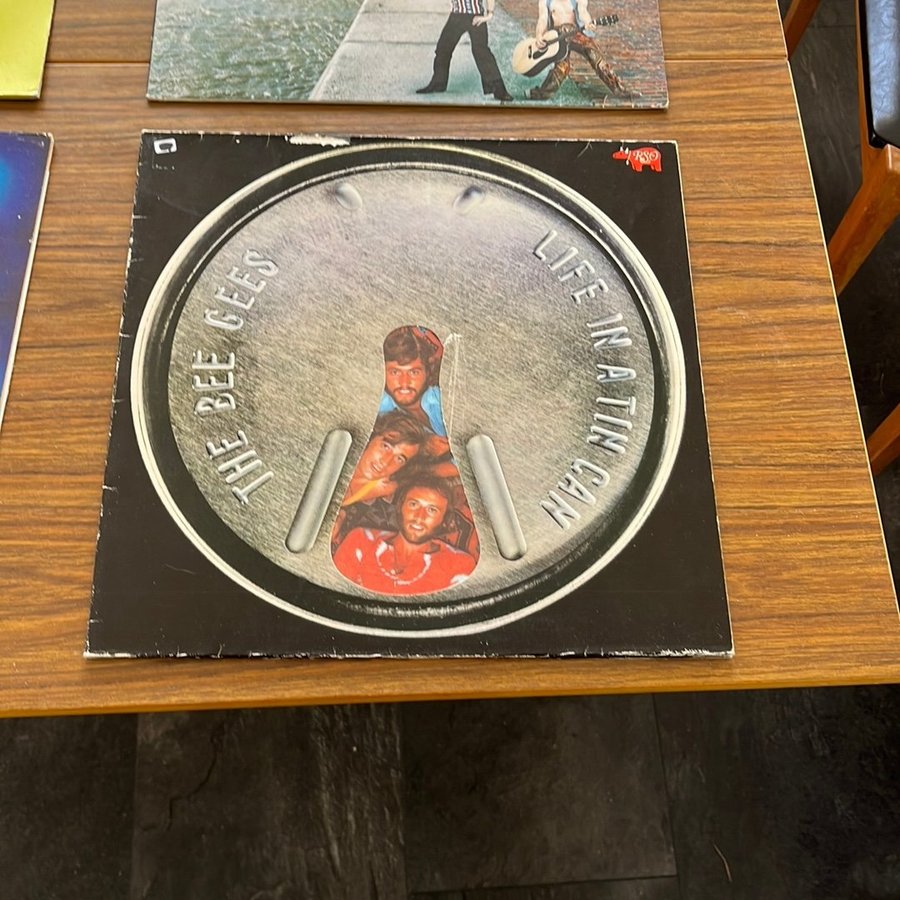 RSO
THE BEE GEES
LIFE IN A TIN CAN